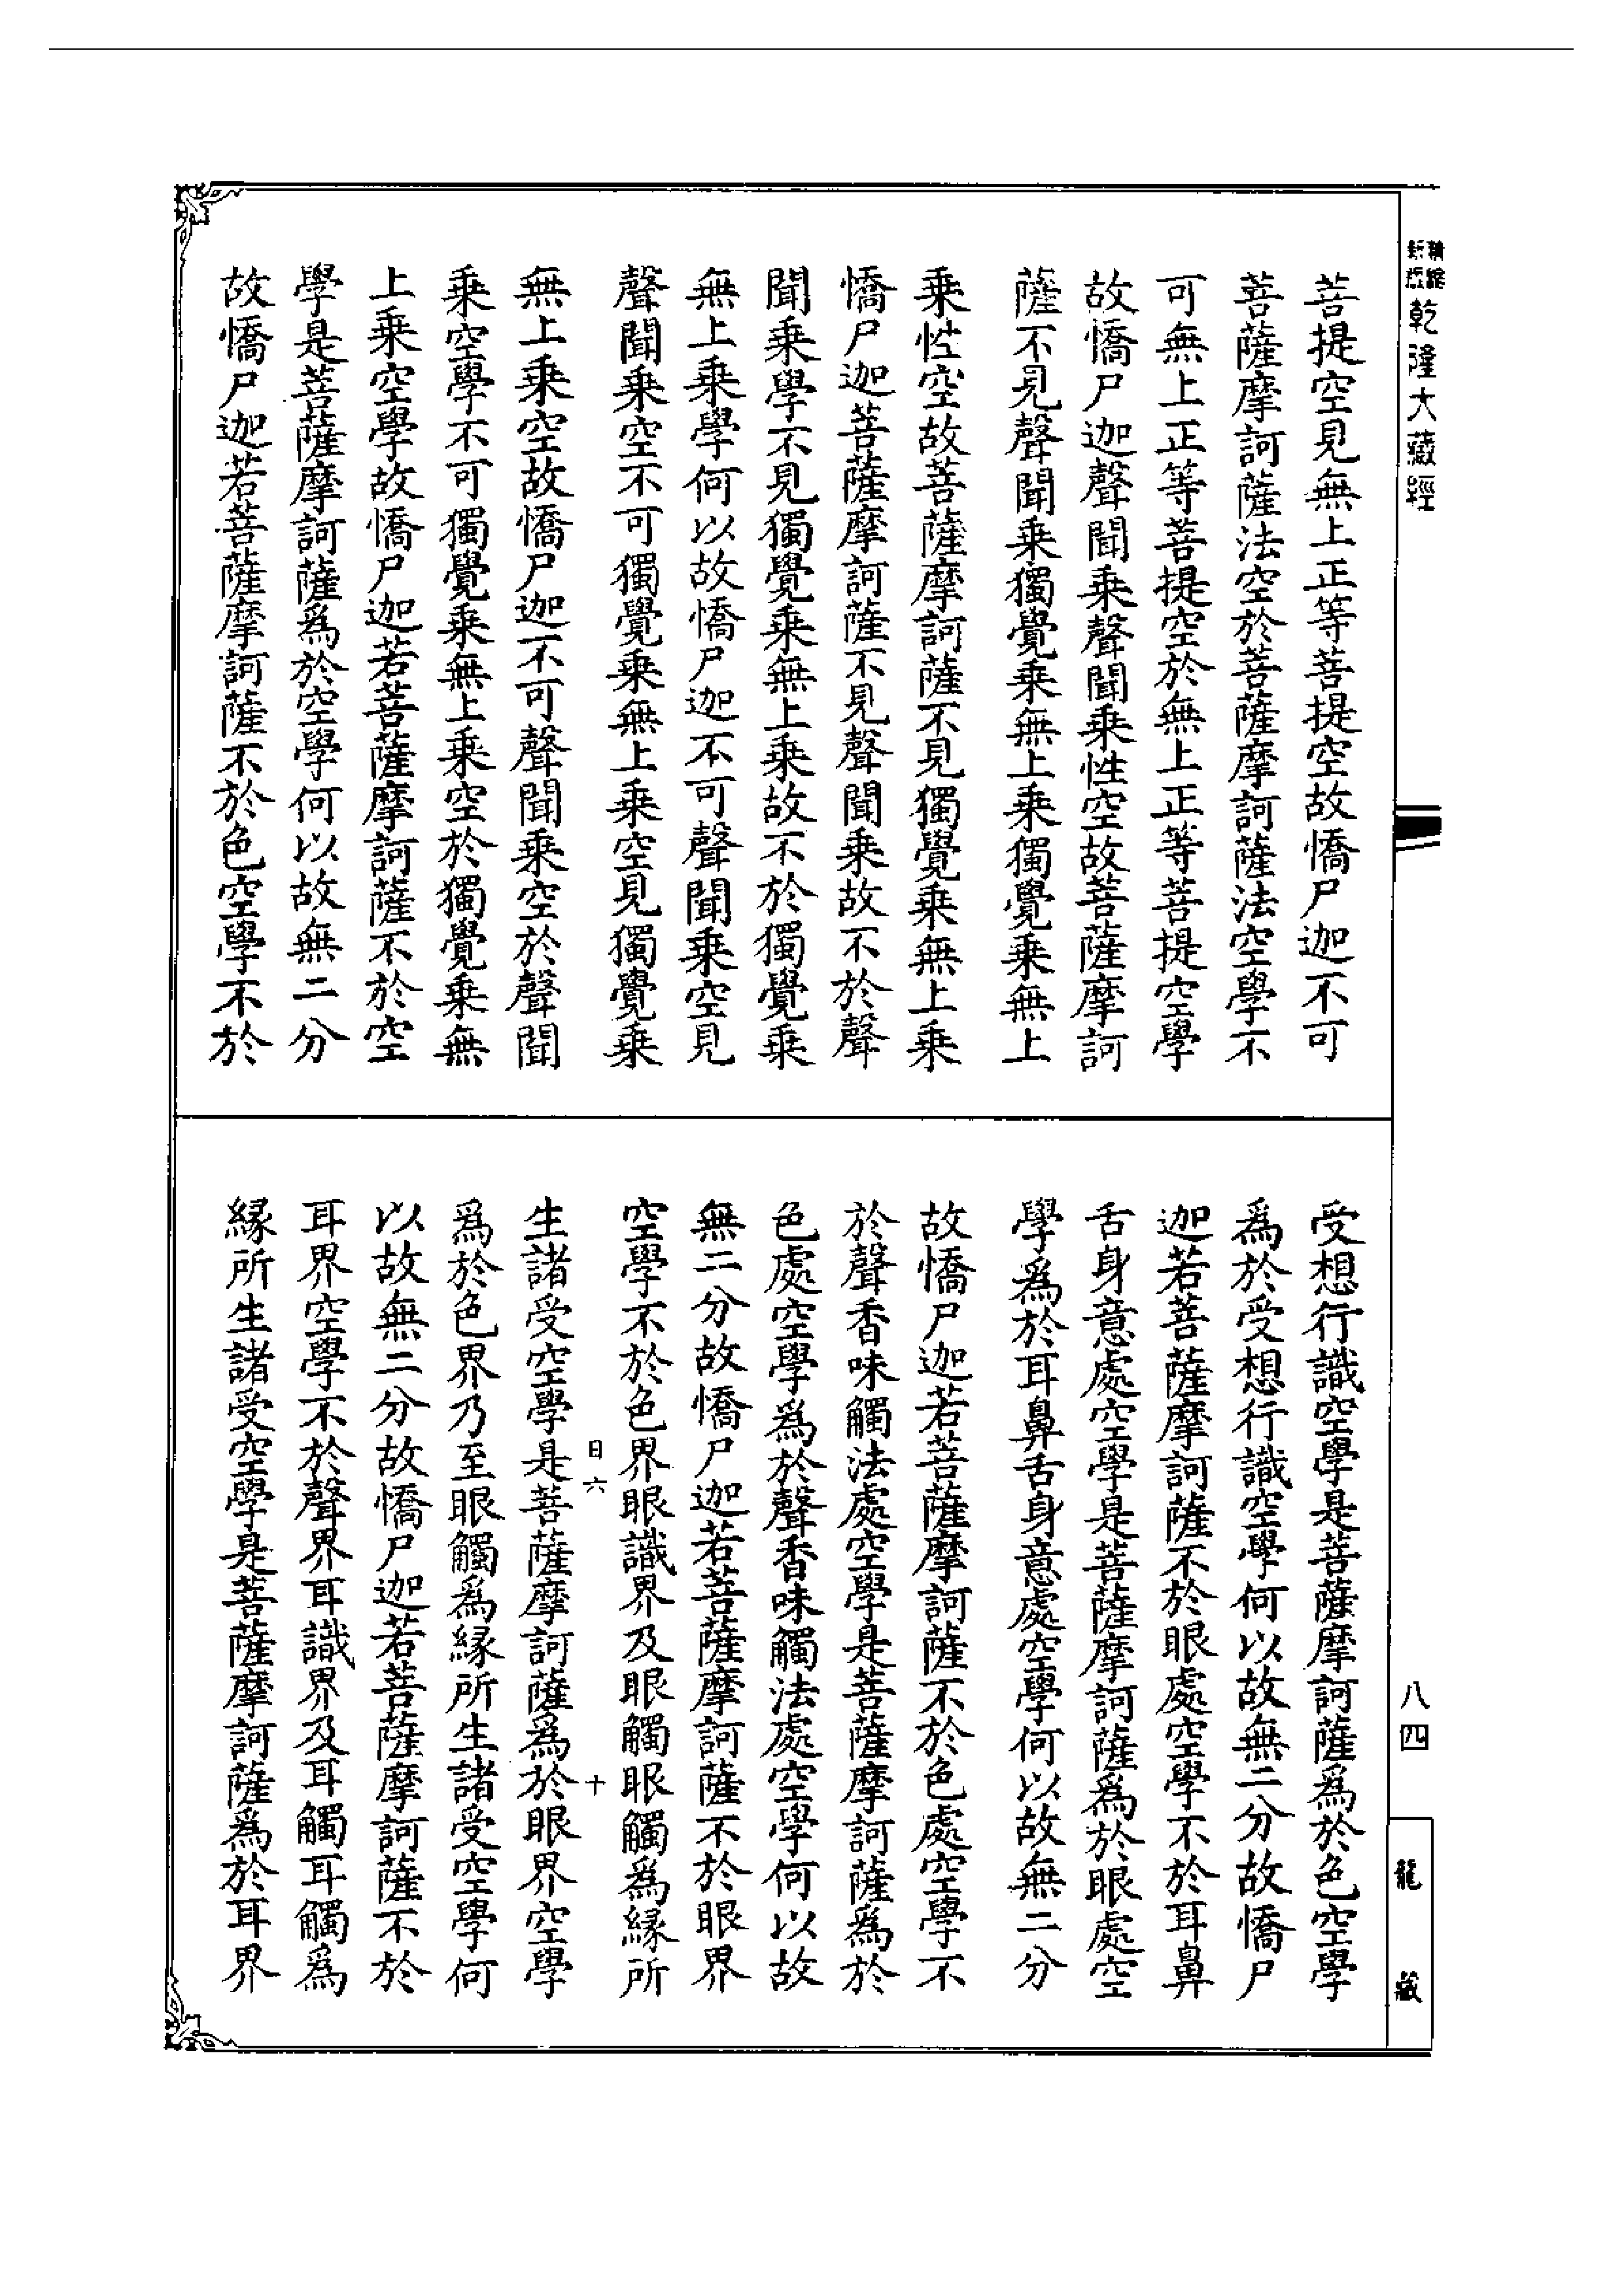 乾隆大藏經
菩提空見無上正等菩提空故憍尸迦不可
菩薩摩訶薩法空於菩薩摩訶薩法空學不
可無上正等菩提空於無上正等菩提空學
故憍尸迦聲聞乘聲聞乘性空故菩薩摩訶
薩不見聲聞乘獨覺乘無上乘獨覺乘無上
乘性空故菩薩摩訶薩不見獨覺乘無上乘
憍尸迦菩薩摩訶薩不見聲聞乘故不於聲
聞乘學不見獨覺乘無上乘故不於獨覺乘
無上乘學何以故憍尸迦不可聲聞乘空見
聲聞乘空不可獨覺乘無上乘空見獨覺乘
無上乘空故憍尸迦不可聲聞乘空於聲聞
乘空學不可獨覺乘無上乘空於獨覺乘無
上乘空學故憍尸迦若菩薩摩訶薩不於空
學是菩薩摩訶薩爲於空學何以故無二分
故憍尸迦若菩薩摩訶薩不於色空學不於
受想行識空學是菩薩摩訶薩爲於色空學
爲於受想行識空學何以故無二分故憍尸
迦若菩薩摩訶薩不於眼處空學不於耳鼻
舌身意處空學是菩薩摩訶薩爲於眼處空
學爲於耳鼻舌身意處空學何以故無二分
故憍尸迦若菩薩摩訶薩不於色處空學不
於聲香味觸法處空學是菩薩摩訶薩爲於
色處空學爲於聲香味觸法處空學何以故
無二分故憍尸迦若菩薩摩訶薩不於眼界
空學不於色界眼識界及眼觸眼觸爲緣所
日六 十
生諸受空學是菩薩摩訶薩爲於眼界空學
爲於色界乃至眼觸爲緣所生諸受空學何
以故無二分故憍尸迦若菩薩摩訶薩不於
耳界空學不於聲界耳識界及耳觸耳觸爲
緣所生諸受空學是菩薩摩訶薩爲於耳界
八四
龍藏